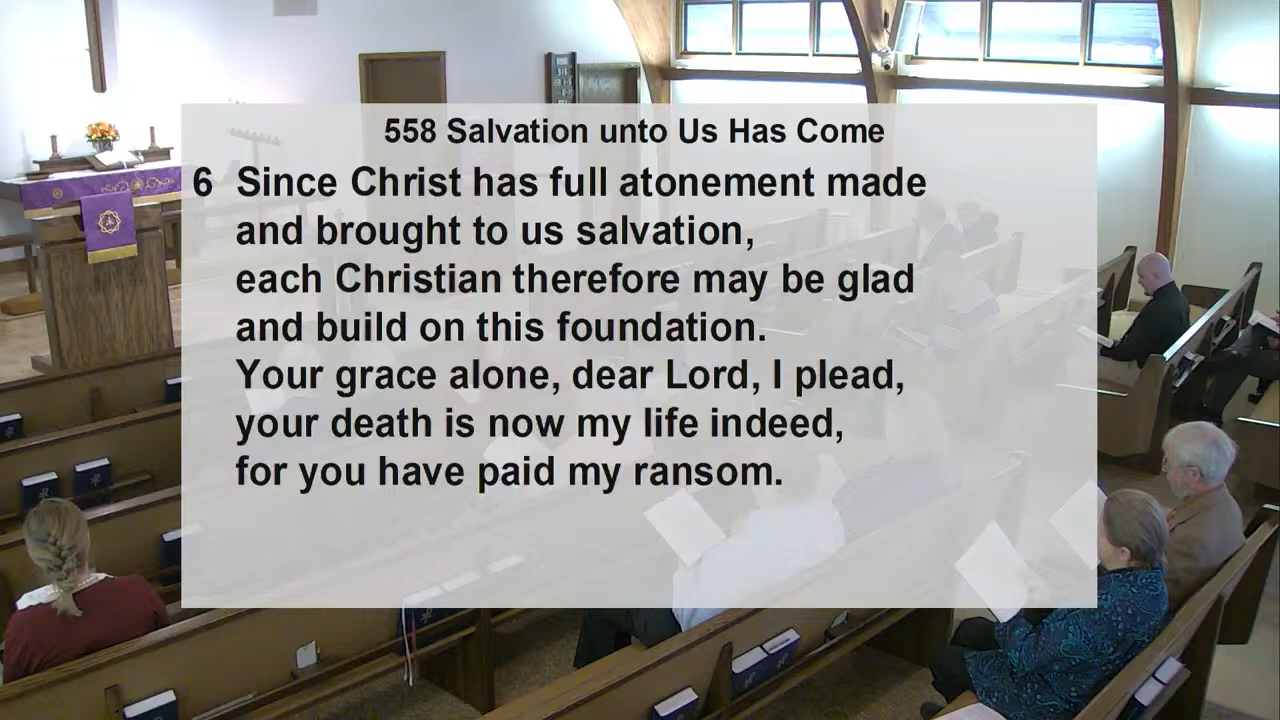 558 Salvation unto Us Has Come
6 Since Christ has full atonement made
and brought to us salvation,
each Christian therefore may be glad
and build on this foundation.
Your grace alone, dear Lord, I plead,
your death is now my life indeed,
for you have paid my ransom.